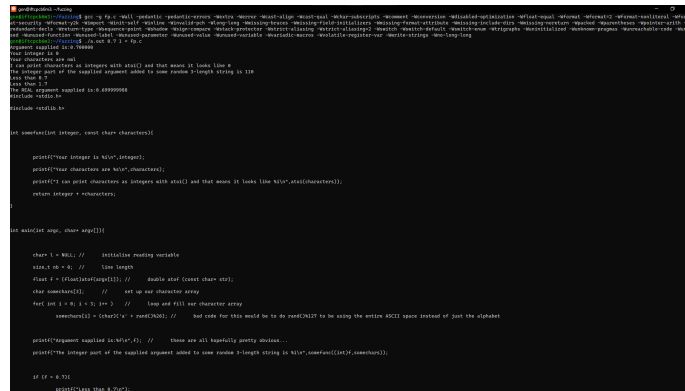 gen@iftcpcb6mi3: ~/fuzzing
gen@iftcpcb6mi3:~/fuzzing$ gcc -g fp.c -Wall -pedantic -pedantic-errors -Wextra -Werror -Wcast-align -Wcast-qual -Wchar-subscripts -Wcomment -Wconversion -Wdisabled-optimization -Wfloat-equal -Wformat -Wformat=2 -Wformat-nonliteral
-Wformat-y2k -Wimport -Winit-self -Winline -Winvalid-pch -Wlong-long -Wmissing-braces -Wmissing-field-initializers -Wmissing-format-attribute -Wmissing-include-dirs -Wmissing-noreturn -Wpacked -Wparentheses -Wpointer-arith
redundant-decls -Wreturn-type -Wsequence-point -Wshadow -Wsign-compare -Wstack-protector -Wstrict-aliasing -Wstrict-aliasing=2 -Wswitch -Wswitch-default -Wswitch-enum -Wtrigraphs -Wuninitialized -Wunknown-pragmas -Wunreachable-code
-Wunused-function -Wunused-label -Wunused-parameter -Wunused-value -Wunused-variable -Wvariadic-macros -Wvolatile-register-var -Wwrite-strings -Wno-long-long
gen@iftcpcb6mi3:~/fuzzing$ ./a.out 0.7 1 < fp.c
Argument supplied is:0.700000
Your integer is 0
Your characters are nwl
I can print characters as integers with atoi() and that means it looks like 0
The integer part of the supplied argument added to some random 3-length string is 110
Less than 0.7
Less than 1.7
The REAL argument supplied is:0.699999988
#include <stdio.h>
#include <stdlib.h>
int somefunc(int integer, const char* characters){
printf("Your integer is %i\n",integer);
printf("Your characters are %s\n",characters);
printf("I can print characters as integers with atoi() and that means it looks like %i\n",atoi(characters));
return integer + *characters;
}
int main(int argc, char* argv[]){
char* l = NULL; // initialise reading variable
size_t nb = 0; // line length
float f = (float)atof(argv[1]); // double atof (const char* str);
char somechars[3]; // set up our character array
for( int i = 0; i < 3; i++ ) // loop and fill our character array
somechars[i] = (char)('a' + rand()%26); // bad code for this would be to do rand()%127 to be using the entire ASCII space instead of just the alphabet
printf("Argument supplied is:%f\n",f); // these are all hopefully pretty obvious...
printf("The integer part of the supplied argument added to some random 3-length string is %i\n",somefunc((int)f,somechars));
if (f < 0.7){
printf("Less than 0.7\n");